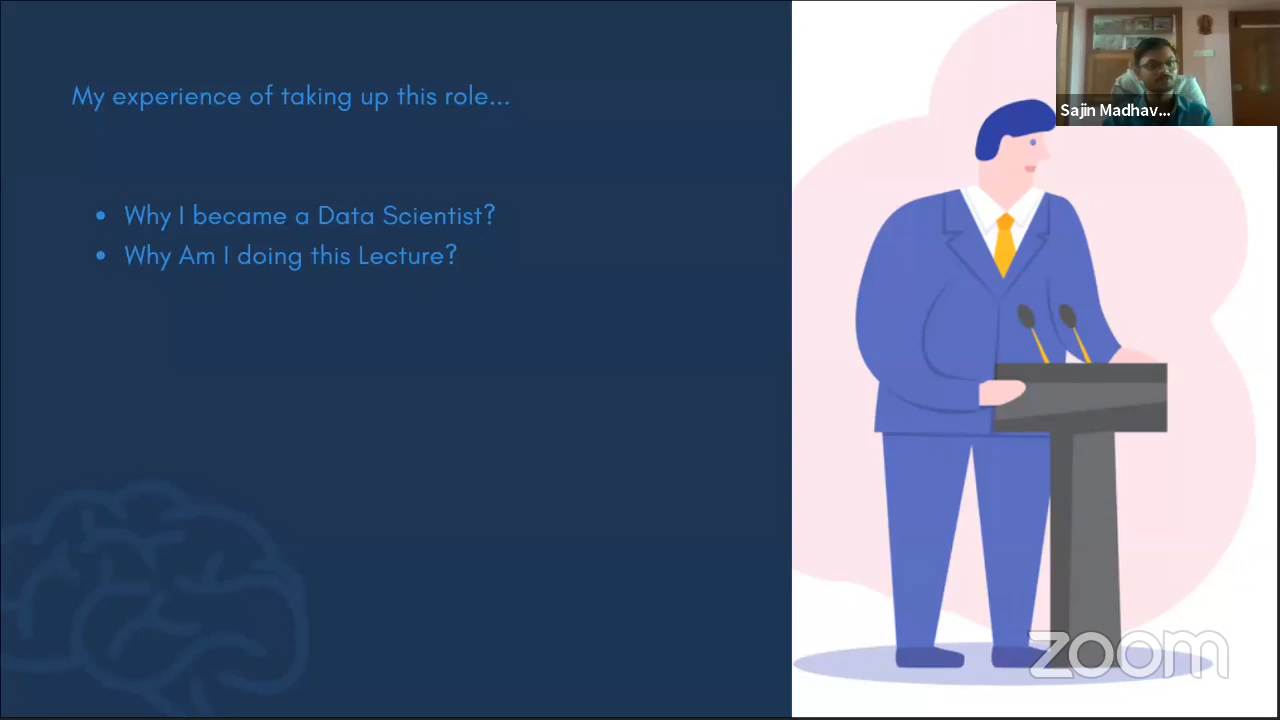 My experience of taking up this role...
Why I became a Data Scientist?
Why Am I doing this Lecture?
Sajin Madhav...
zoom